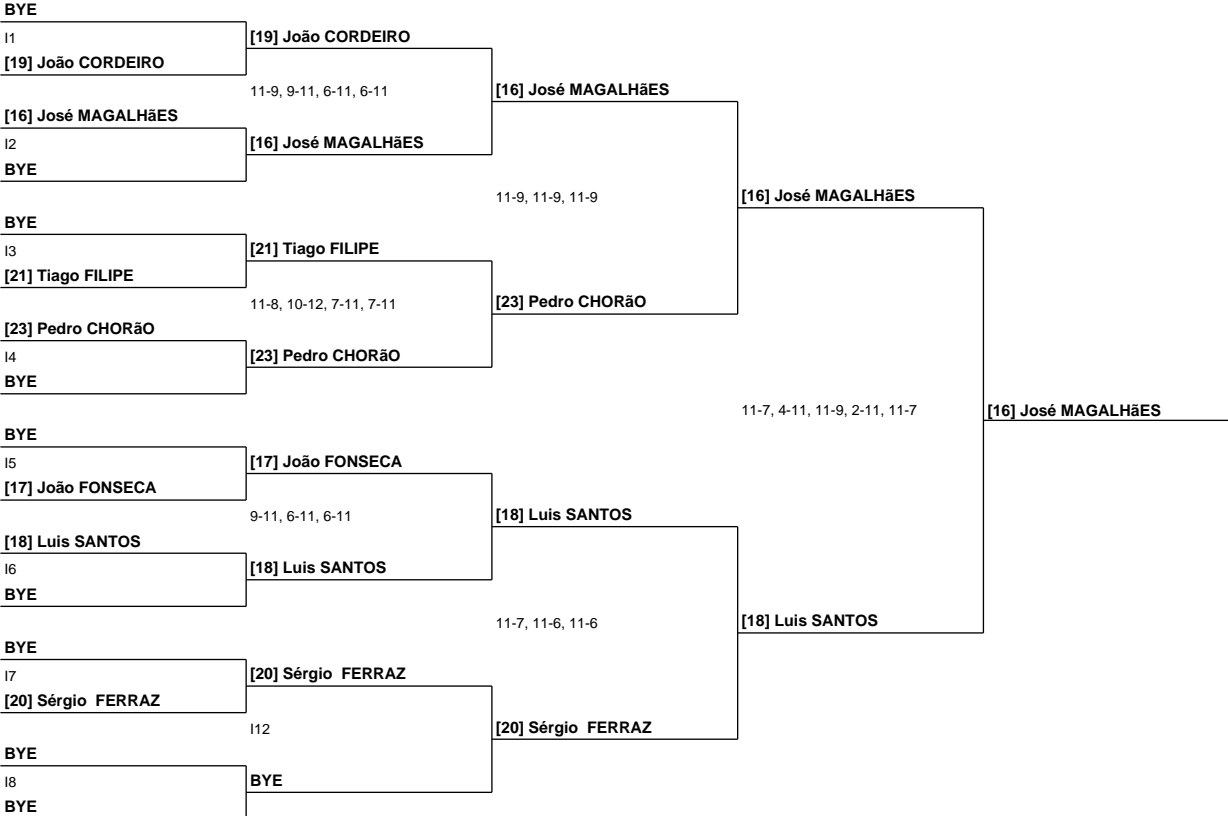 BYE
I1
[19] João CORDEIRO
[19] João CORDEIRO
11-9, 9-11, 6-11, 6-11
[16] José MAGALHãES
[16] José MAGALHãES
I2
[16] José MAGALHãES
BYE
11-9, 11-9, 11-9
[16] José MAGALHãES
BYE
I3
[21] Tiago FILIPE
[21] Tiago FILIPE
11-8, 10-12, 7-11, 7-11
[23] Pedro CHORãO
[23] Pedro CHORãO
I4
[23] Pedro CHORãO
BYE
11-7, 4-11, 11-9, 2-11, 11-7
[16] José MAGALHãES
BYE
I5
[17] João FONSECA
[17] João FONSECA
9-11, 6-11, 6-11
[18] Luis SANTOS
[18] Luis SANTOS
I6
[18] Luis SANTOS
BYE
11-7, 11-6, 11-6
[18] Luis SANTOS
BYE
I7
[20] Sérgio  FERRAZ
[20] Sérgio  FERRAZ
I12
[20] Sérgio  FERRAZ
BYE
I8
BYE
BYE